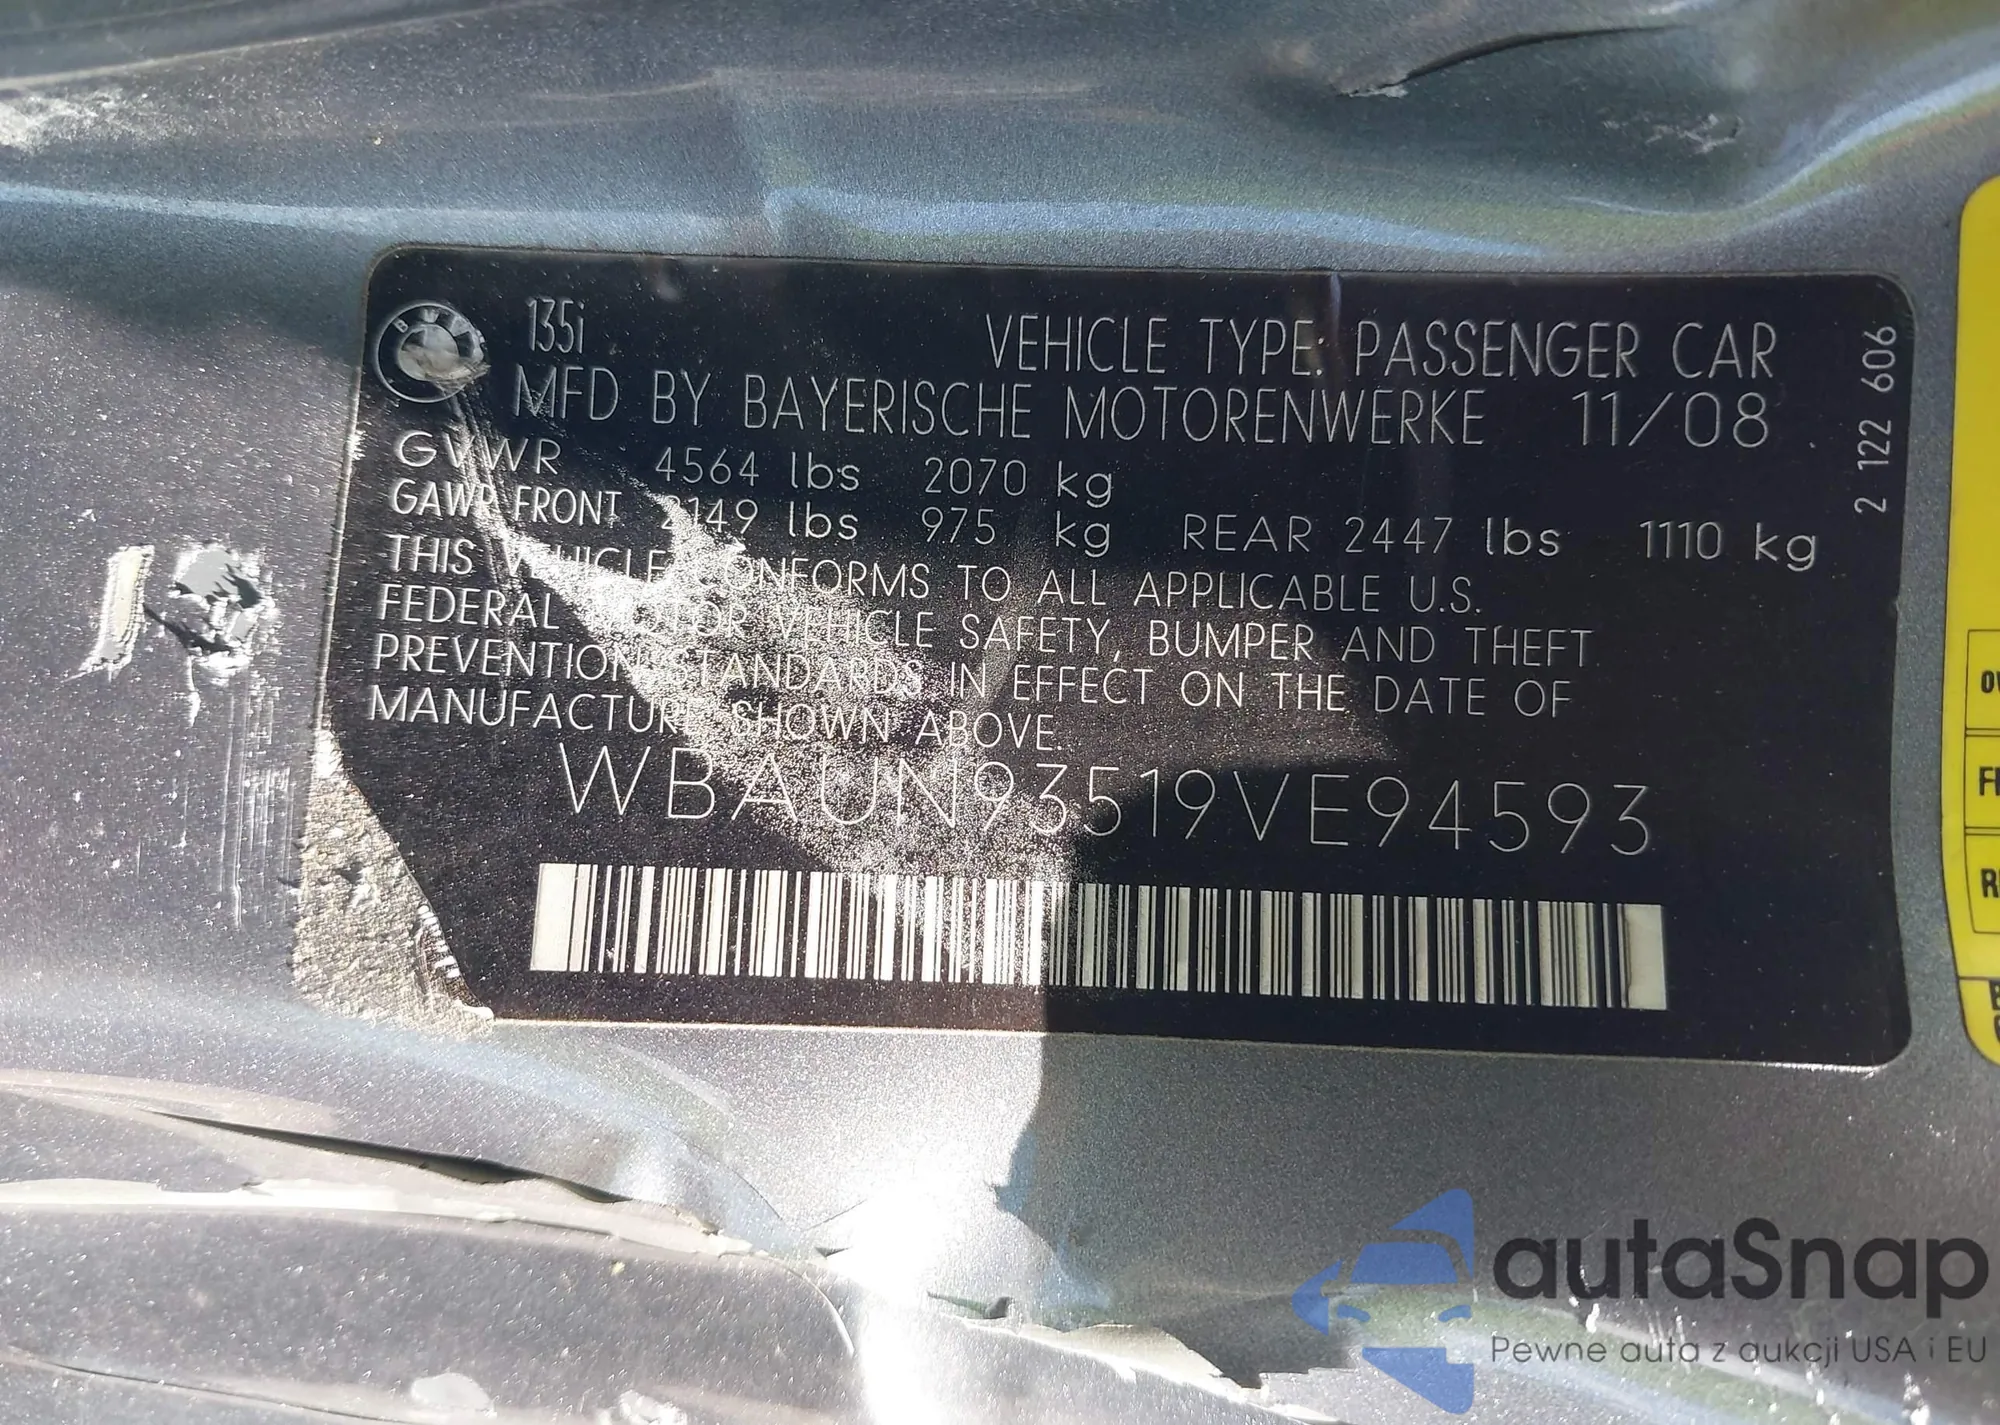 135i
VEHICLE TYPE: PASSENGER CAR
MFD BY BAYERISCHE MOTORENWERKE 11/08
GVWR 4564 lbs 2070 kg
GAWR FRONT 2149 lbs 975 kg REAR 2447 lbs 1110 kg
THIS VEHICLE CONFORMS TO ALL APPLICABLE U.S.
FEDERAL MOTOR VEHICLE SAFETY, BUMPER AND THEFT
PREVENTION STANDARDS IN EFFECT ON THE DATE OF
MANUFACTURE SHOWN ABOVE.
WBAUN93519VE94593
2 122 606
BMW
autaSnap
Pewne auta z aukcji USA i EU